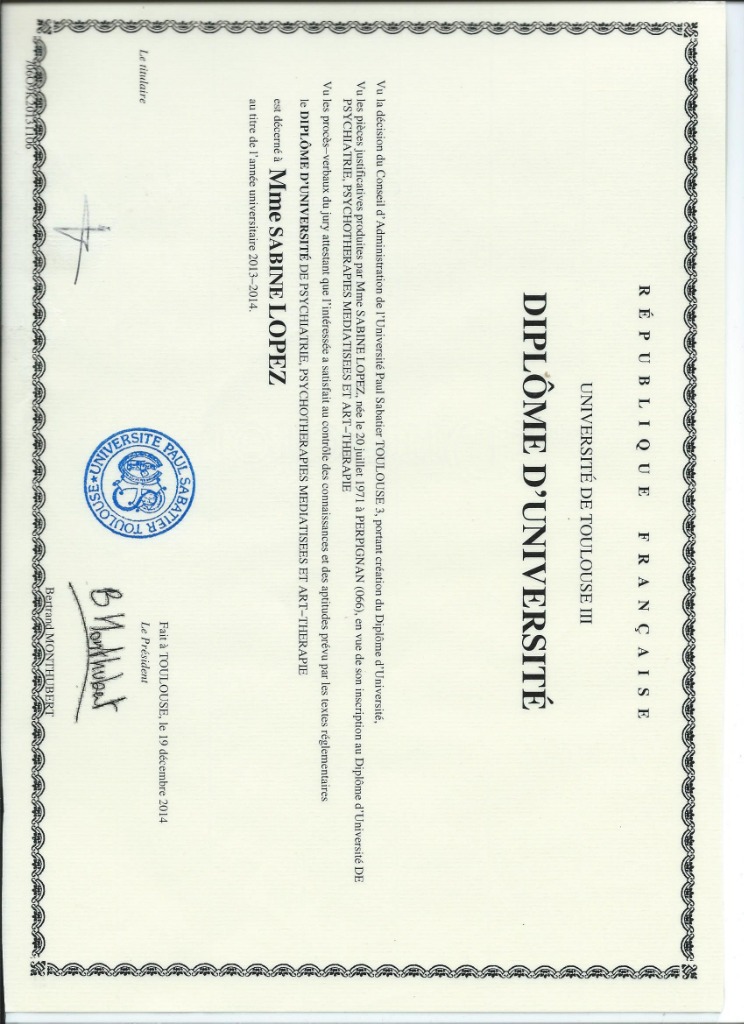 RÉPUBLIQUE FRANÇAISE
UNIVERSITÉ DE TOULOUSE III
DIPLÔME D'UNIVERSITÉ
Vu la décision du Conseil d'Administration de l'Université Paul Sabatier TOULOUSE 3, portant création du Diplôme d'Université,
Vu les pièces justificatives produites par Mme SABINE LOPEZ, née le 20 juillet 1971 à PERPIGNAN (066), en vue de son inscription au Diplôme d'Université DE
PSYCHIATRIE, PSYCHOTHERAPIES MEDIATISEES ET ART-THERAPIE
Vu les procès-verbaux du jury attestant que l'intéressée a satisfait au contrôle des connaissances et des aptitudes prévu par les textes réglementaires
le DIPLÔME D'UNIVERSITÉ DE PSYCHIATRIE, PSYCHOTHERAPIES MEDIATISEES ET ART-THERAPIE
est décerné à Mme SABINE LOPEZ
au titre de l'année universitaire 2013-2014.
Fait à TOULOUSE, le 19 décembre 2014
Le titulaire
Le Président
UNIVERSITÉ PAUL SABATIER TOULOUSE
B Monthubert
Bertrand MONTHUBERT